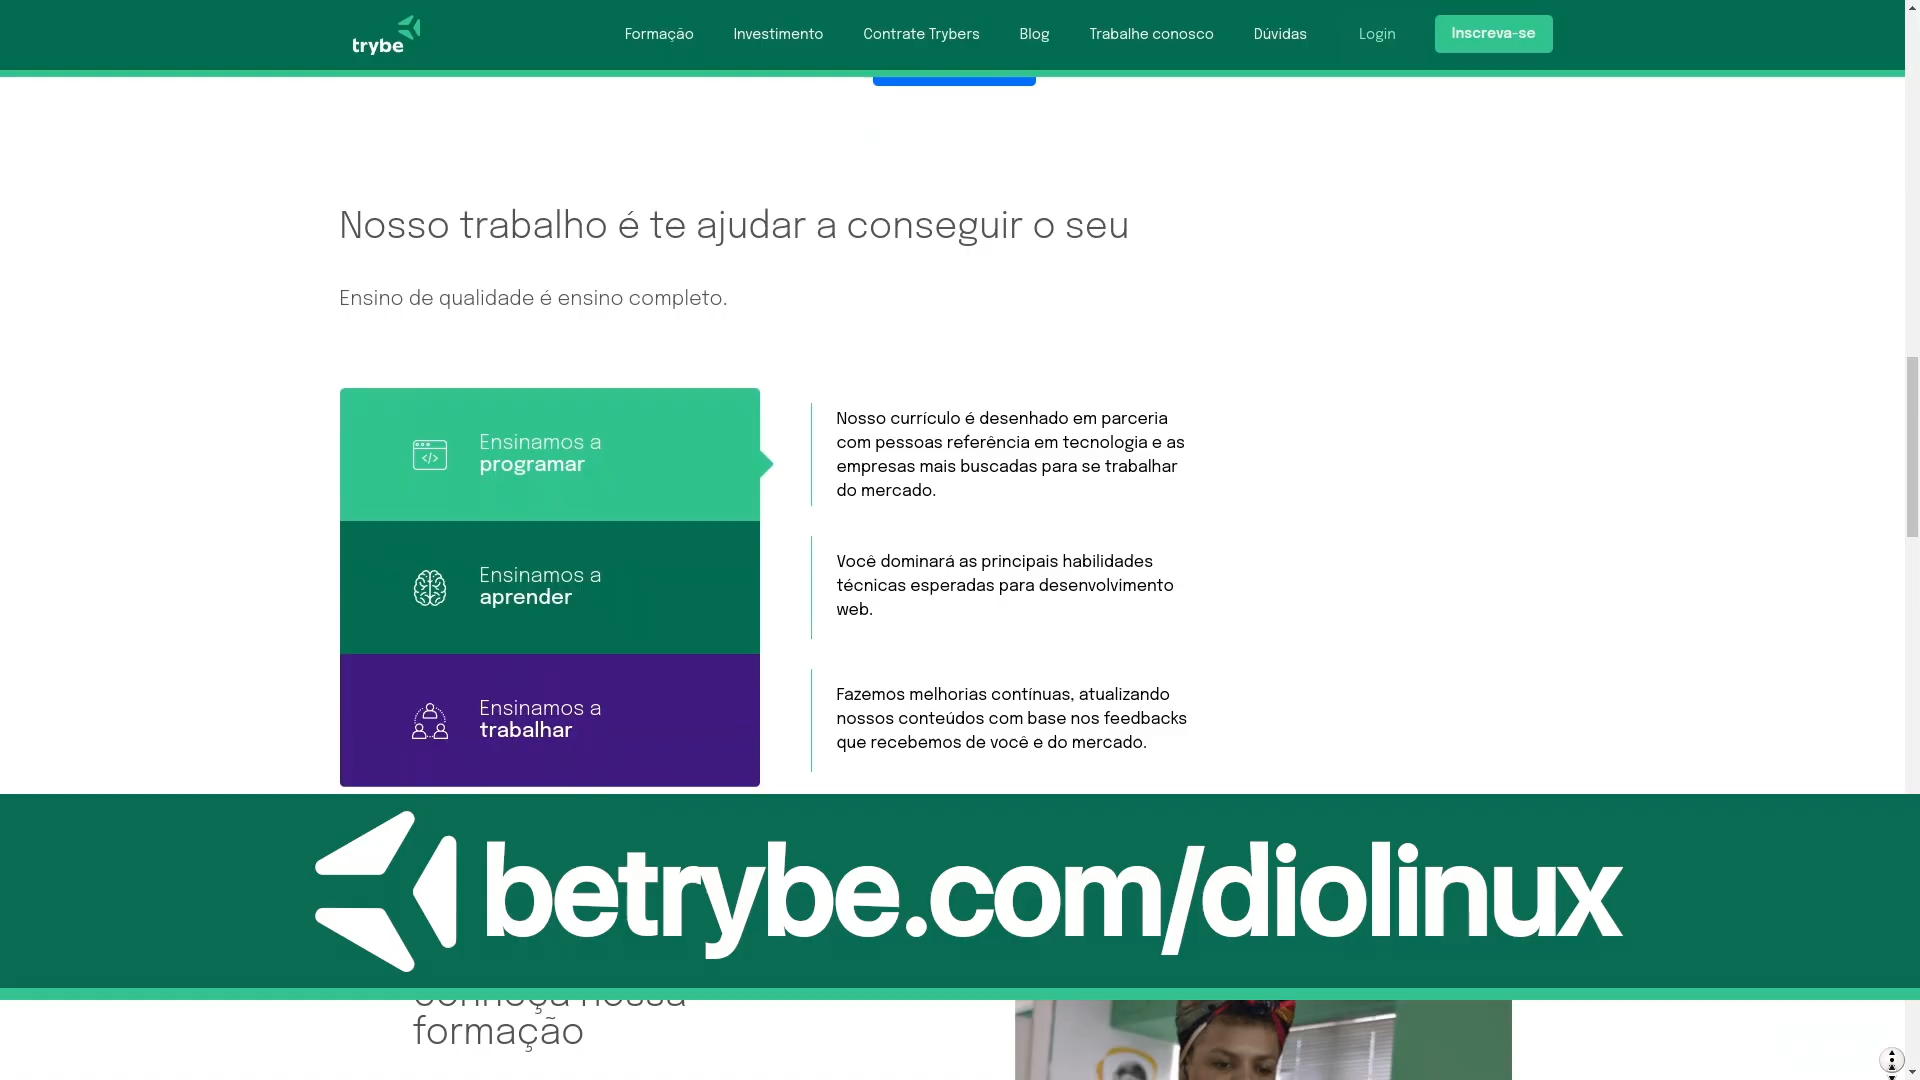 trybe
Formação Investimento Contrate Trybers Blog Trabalhe conosco Dúvidas Login Inscreva-se
Nosso trabalho é te ajudar a conseguir o seu
Ensino de qualidade é ensino completo.
Ensinamos a
programar
Nosso currículo é desenhado em parceria
com pessoas referência em tecnologia e as
empresas mais buscadas para se trabalhar
do mercado.
Ensinamos a
aprender
Você dominará as principais habilidades
técnicas esperadas para desenvolvimento
web.
Ensinamos a
trabalhar
Fazemos melhorias contínuas, atualizando
nossos conteúdos com base nos feedbacks
que recebemos de você e do mercado.
betrybe.com/diolinux
conheça nossa
formação